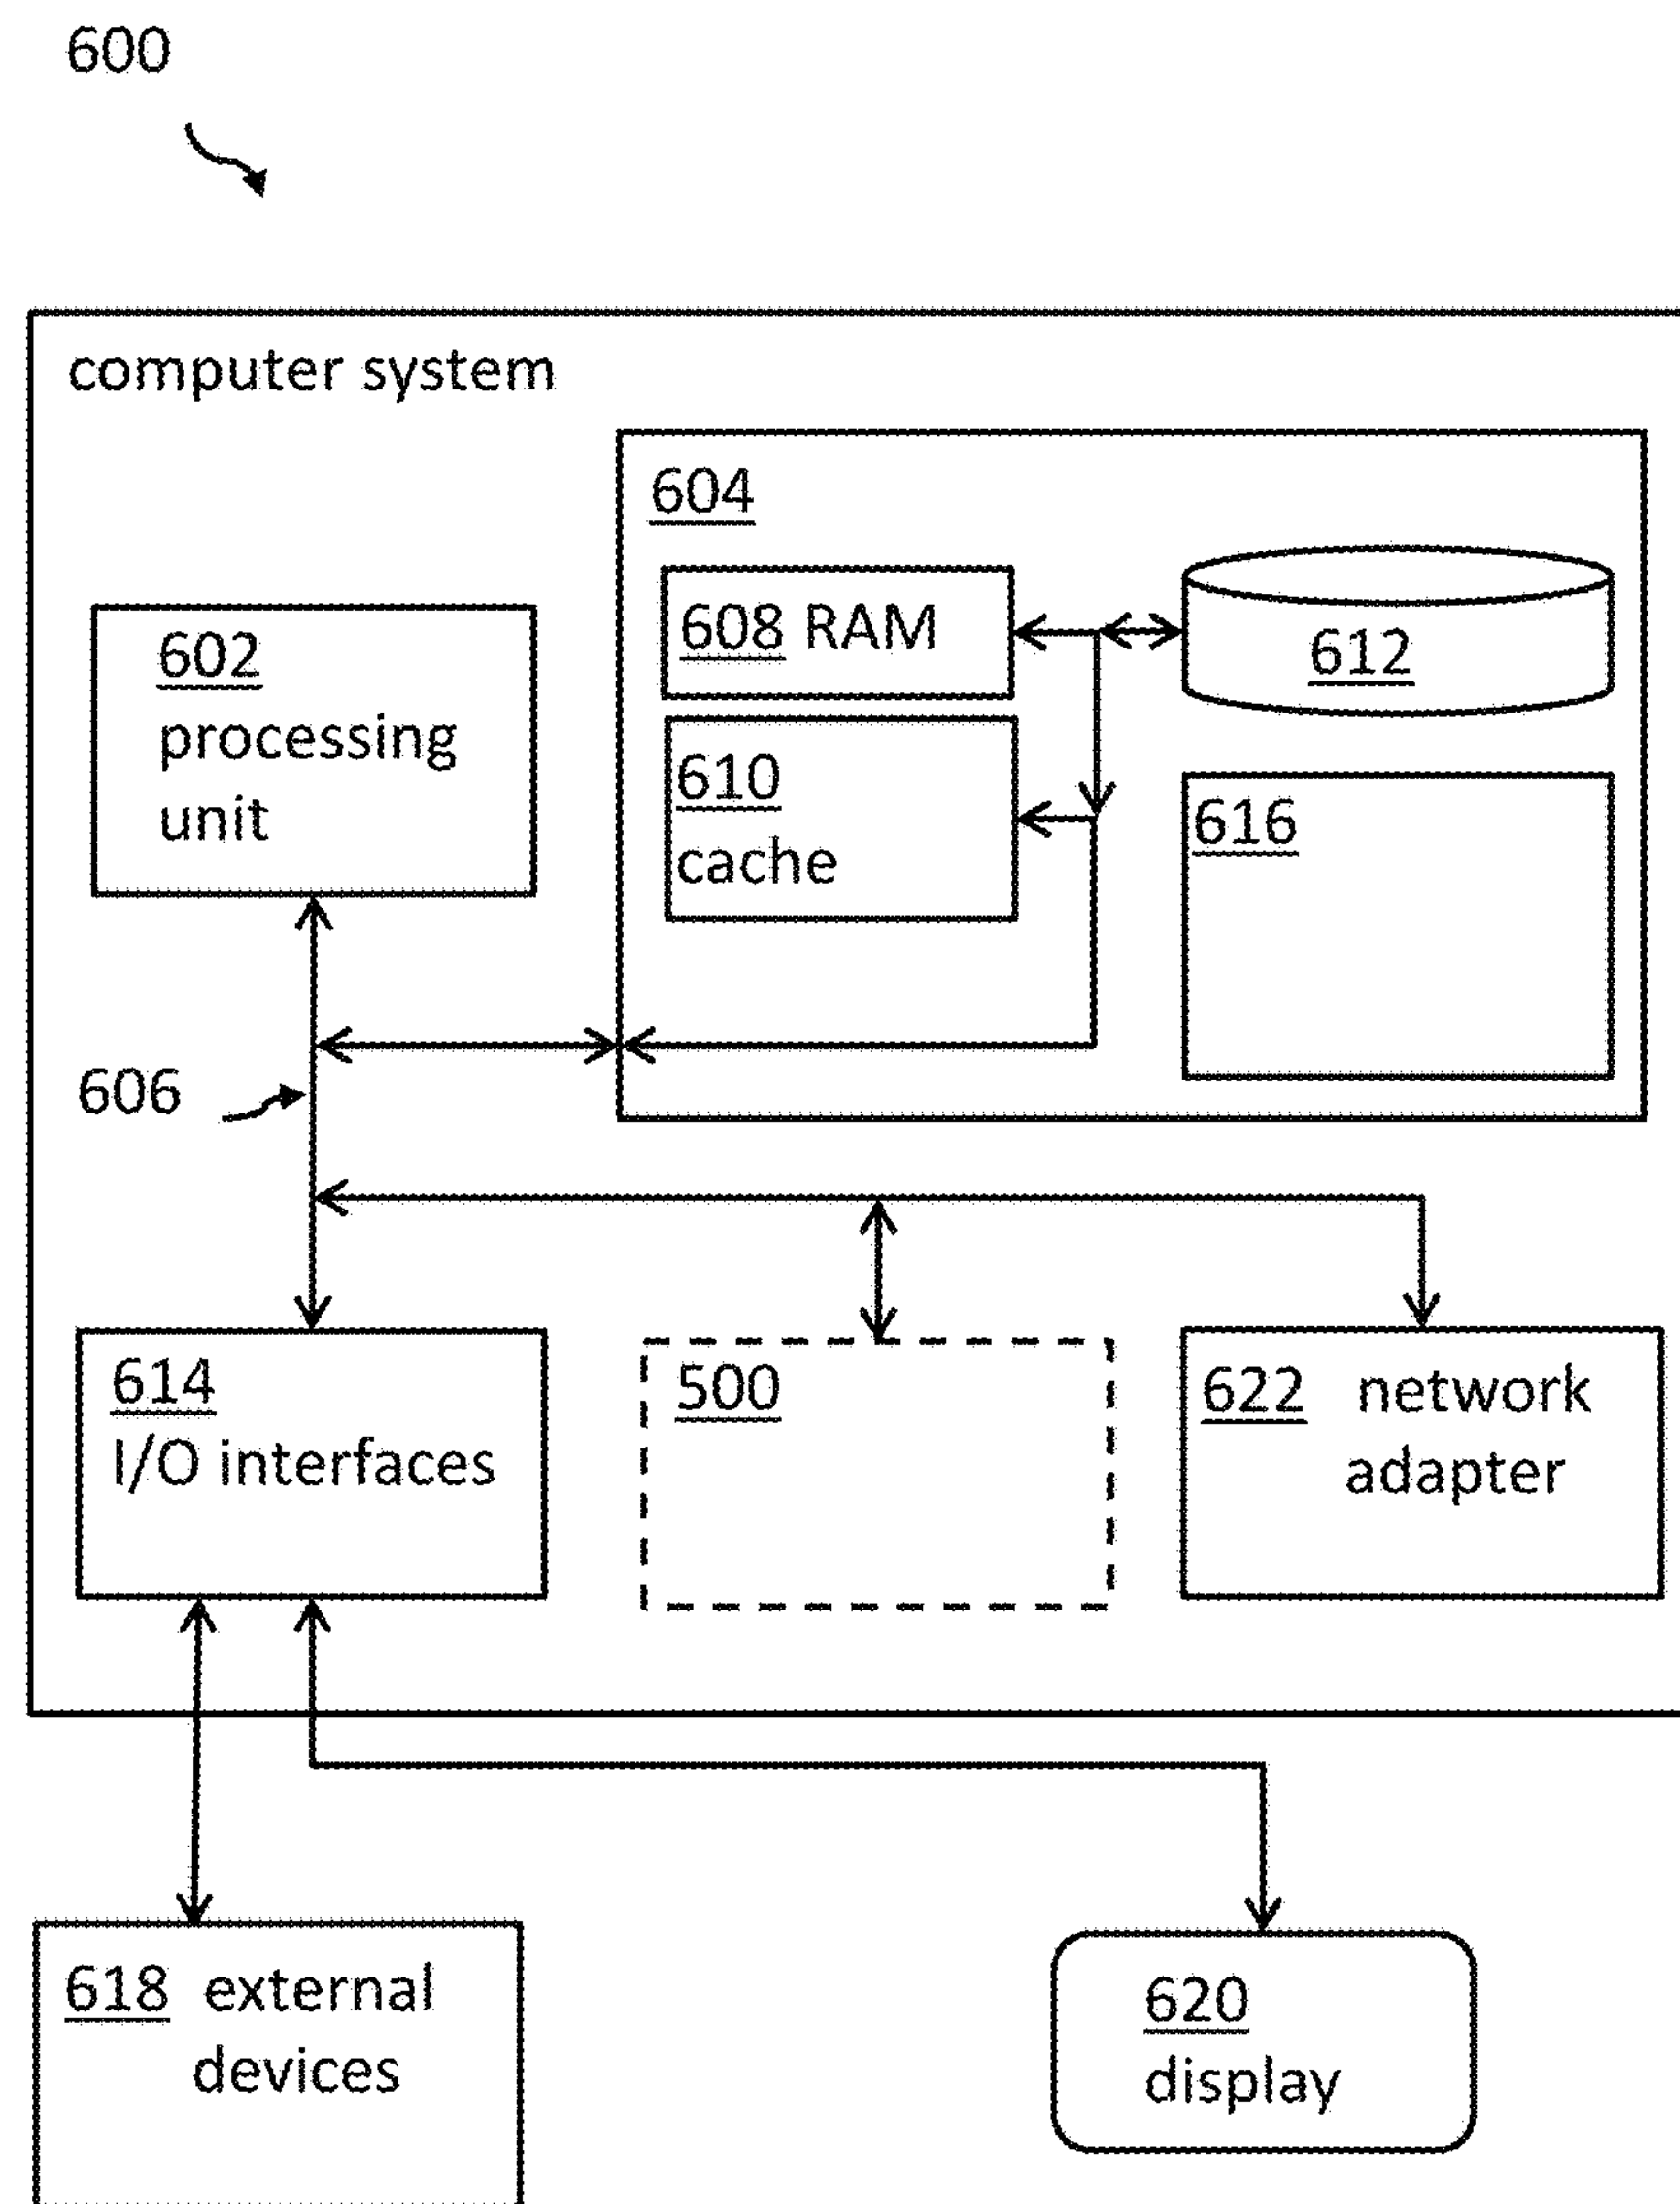 600
computer system
604
608 RAM
612
602
processing
unit
610
cache
616
606
614
I/O interfaces
500
622 network
adapter
618 external
devices
620
display